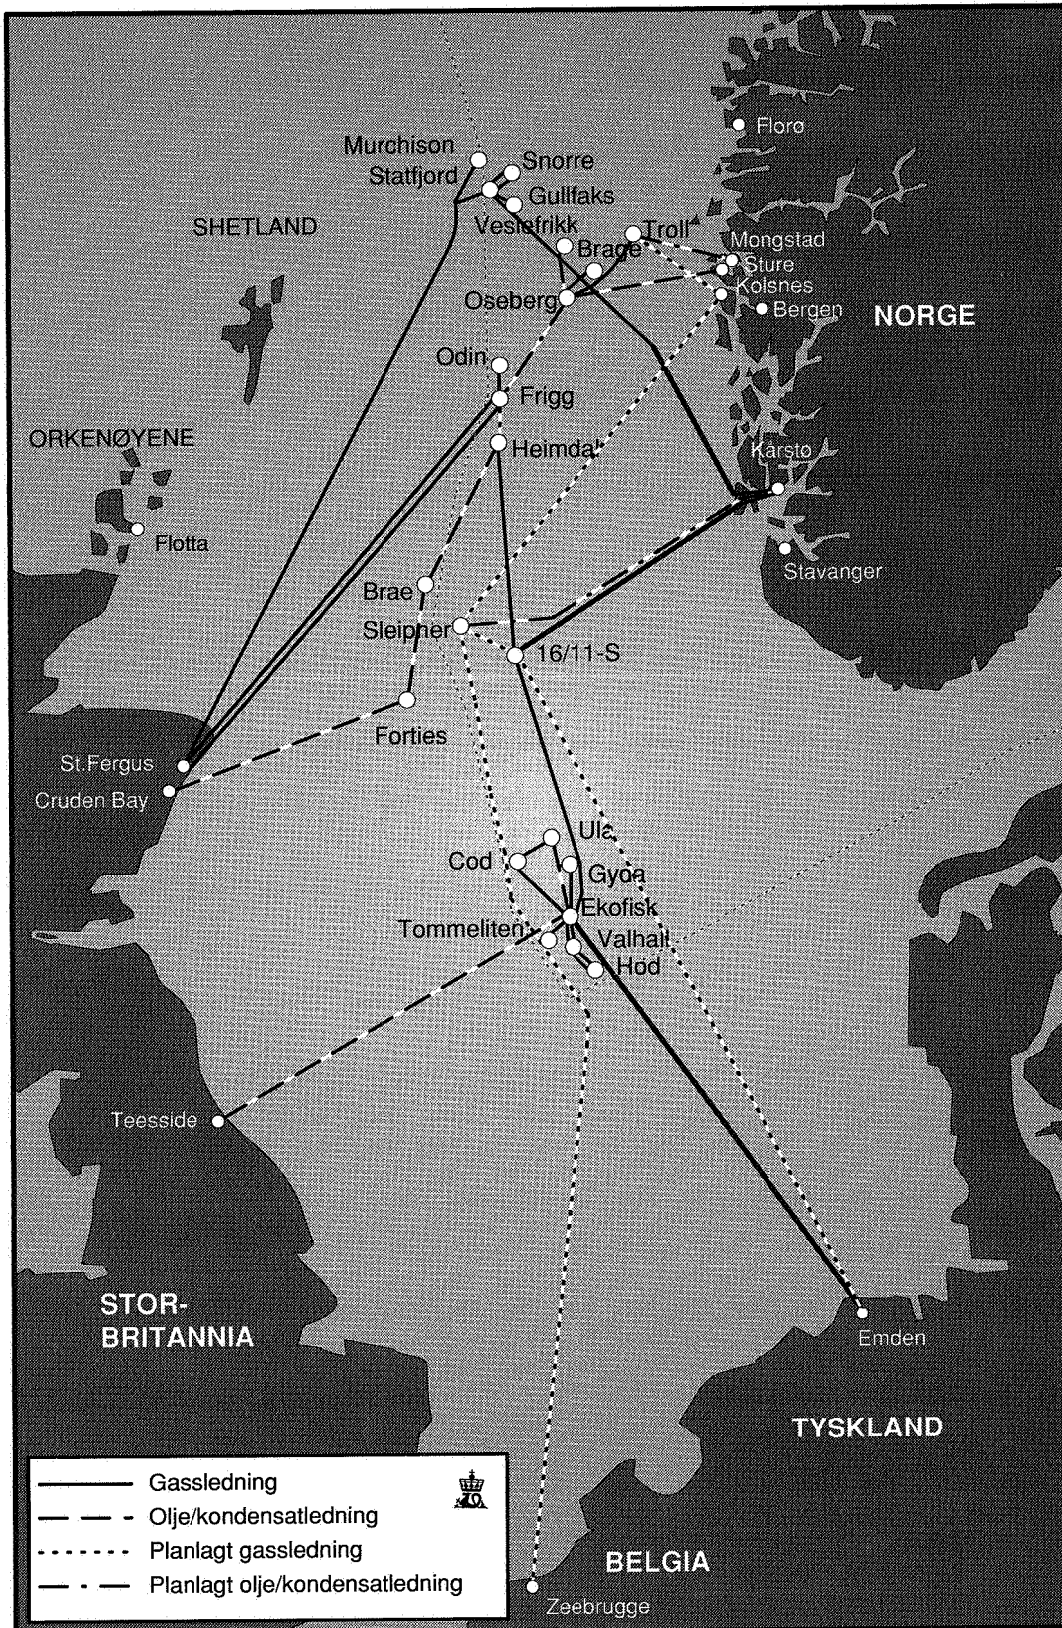 Florø
Murchison
Statfjord
Snorre
Gullfaks
SHETLAND
Veslefrikk
Troll
Brage
Mongstad
Sture
Kolsnes
Oseberg
Bergen
NORGE
Odin
Frigg
ORKENØYENE
Heimdal
Kårstø
Flotta
Stavanger
Brae
Sleipner
16/11-S
Forties
St.Fergus
Cruden Bay
Ula
Cod
Gyda
Ekofisk
Tommeliten
Valhall
Hod
Teesside
STOR-
BRITANNIA
Emden
TYSKLAND
Gassledning
Olje/kondensatledning
Planlagt gassledning
Planlagt olje/kondensatledning
BELGIA
Zeebrugge